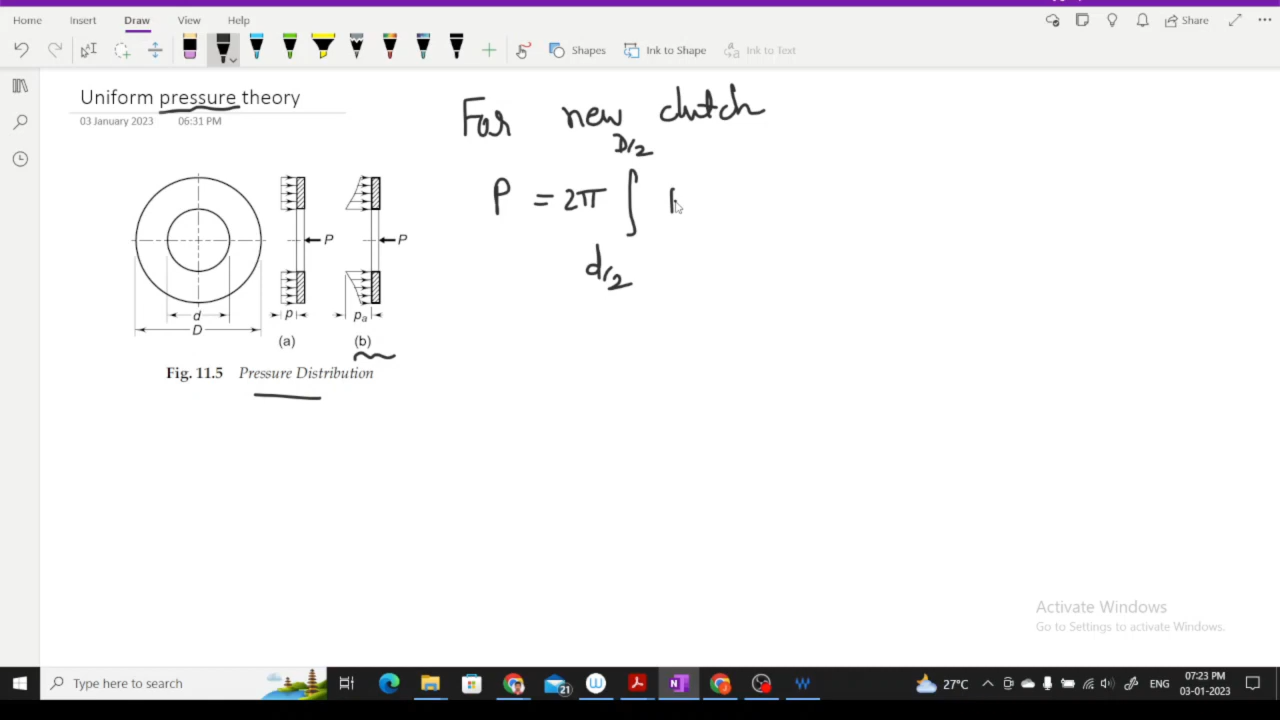 Home Insert Draw View Help
Share
Shapes Ink to Shape Ink to Text
Uniform pressure theory
03 January 2023 06:31 PM
For new clutch
P = 2π ∫
D/2
d/2
P P
p pa
d
D
(a) (b)
Fig. 11.5 Pressure Distribution
Activate Windows
Go to Settings to activate Windows.
Type here to search
21
27°C
ENG
07:23 PM
03-01-2023